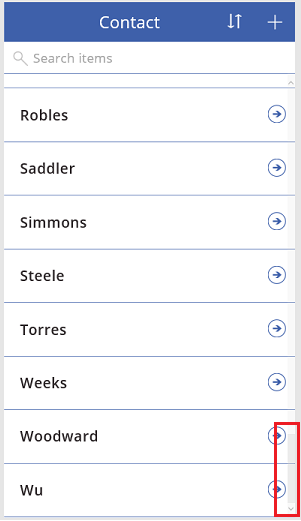 Contact
Search items
Robles
Saddler
Simmons
Steele
Torres
Weeks
Woodward
Wu